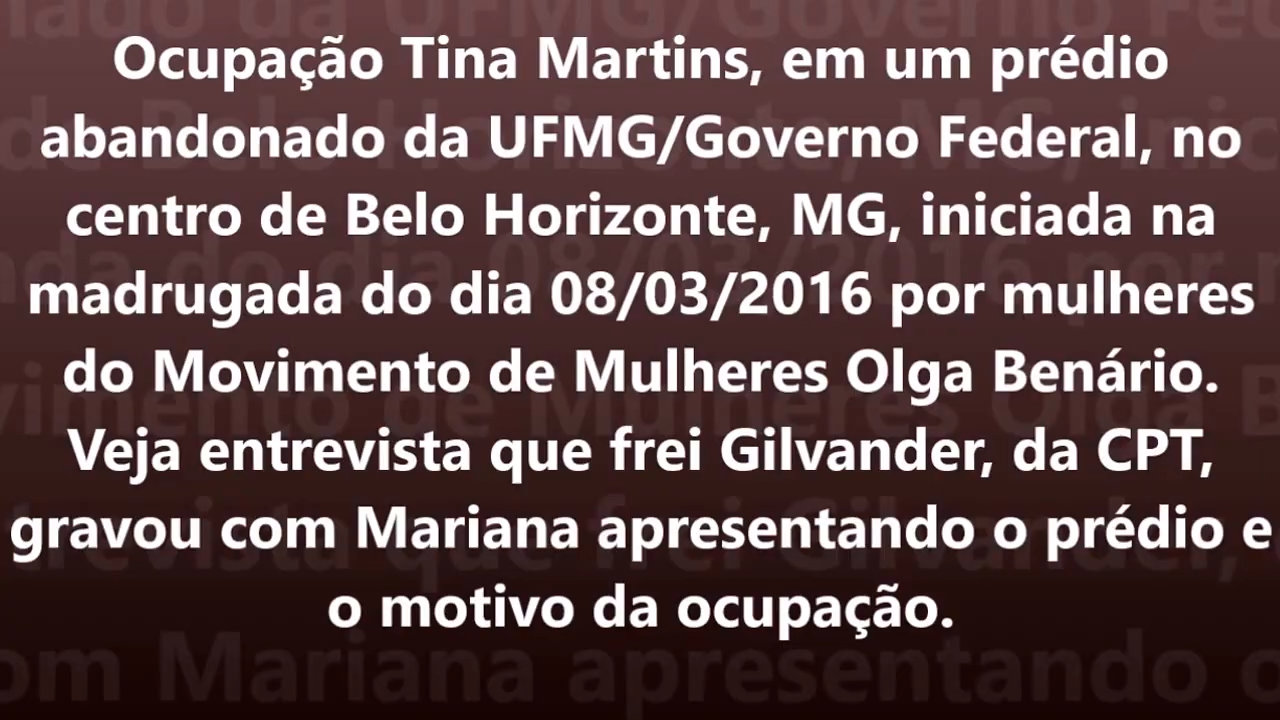 Ocupação Tina Martins, em um prédio
abandonado da UFMG/Governo Federal, no
centro de Belo Horizonte, MG, iniciada na
madrugada do dia 08/03/2016 por mulheres
do Movimento de Mulheres Olga Benário.
Veja entrevista que frei Gilvander, da CPT,
gravou com Mariana apresentando o prédio e
o motivo da ocupação.